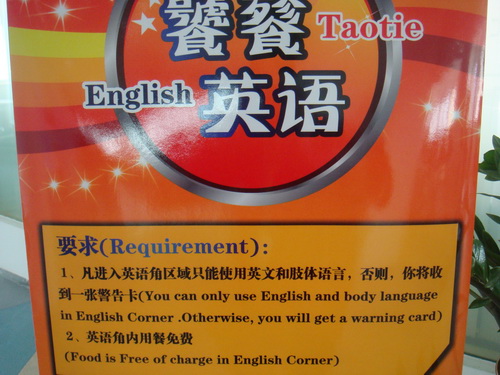 饕餮 Taotie
English 英语
要求(Requirement):
1、凡进入英语角区域只能使用英文和肢体语言，否则，你将收
到一张警告卡(You can only use English and body language
in English Corner .Otherwise, you will get a warning card)
2、英语角内用餐免费
(Food is Free of charge in English Corner)